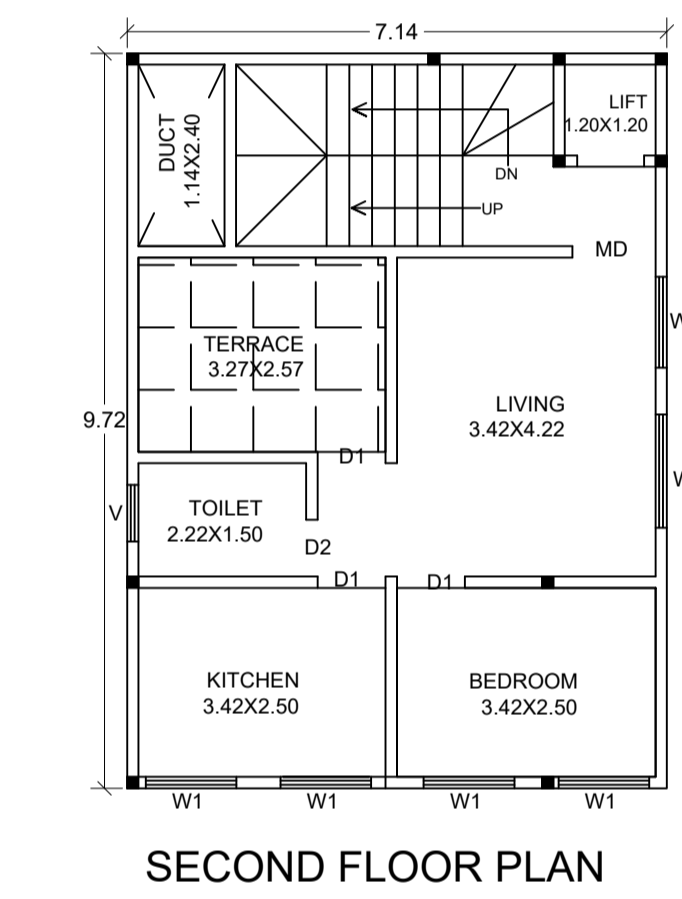 7.14
LIFT
1.20X1.20
DUCT
1.14X2.40
DN
UP
MD
W
TERRACE
3.27X2.57
9.72
LIVING
3.42X4.22
D1
W
TOILET
2.22X1.50
V
D2
D1
D1
KITCHEN
3.42X2.50
BEDROOM
3.42X2.50
W1
W1
W1
W1
SECOND FLOOR PLAN